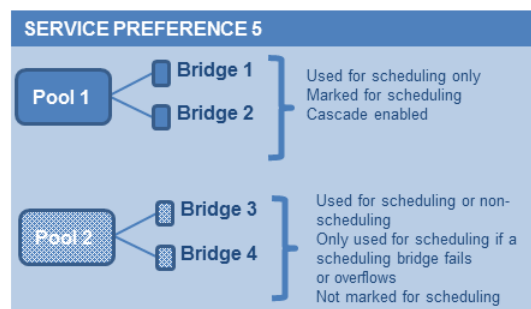 SERVICE PREFERENCE 5
Pool 1
Bridge 1
Bridge 2
Used for scheduling only
Marked for scheduling
Cascade enabled
Pool 2
Bridge 3
Bridge 4
Used for scheduling or non-
scheduling
Only used for scheduling if a
scheduling bridge fails
or overflows
Not marked for scheduling